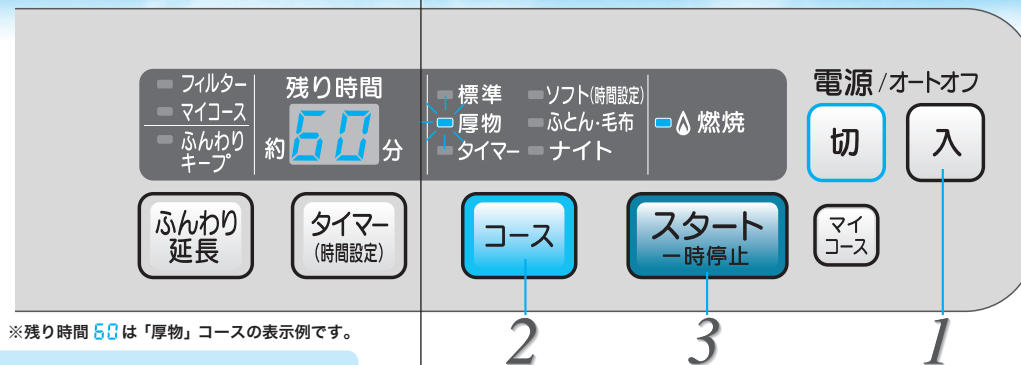 フィルター
マイコース
ふんわり
キープ
残り時間
約60分
標準
厚物
タイマー
ソフト(時間設定)
ふとん・毛布
ナイト
燃焼
電源/オートオフ
切
入
ふんわり
延長
タイマー
(時間設定)
コース
スタート
一時停止
マイ
コース
※残り時間60は「厚物」コースの表示例です。
2
3
1